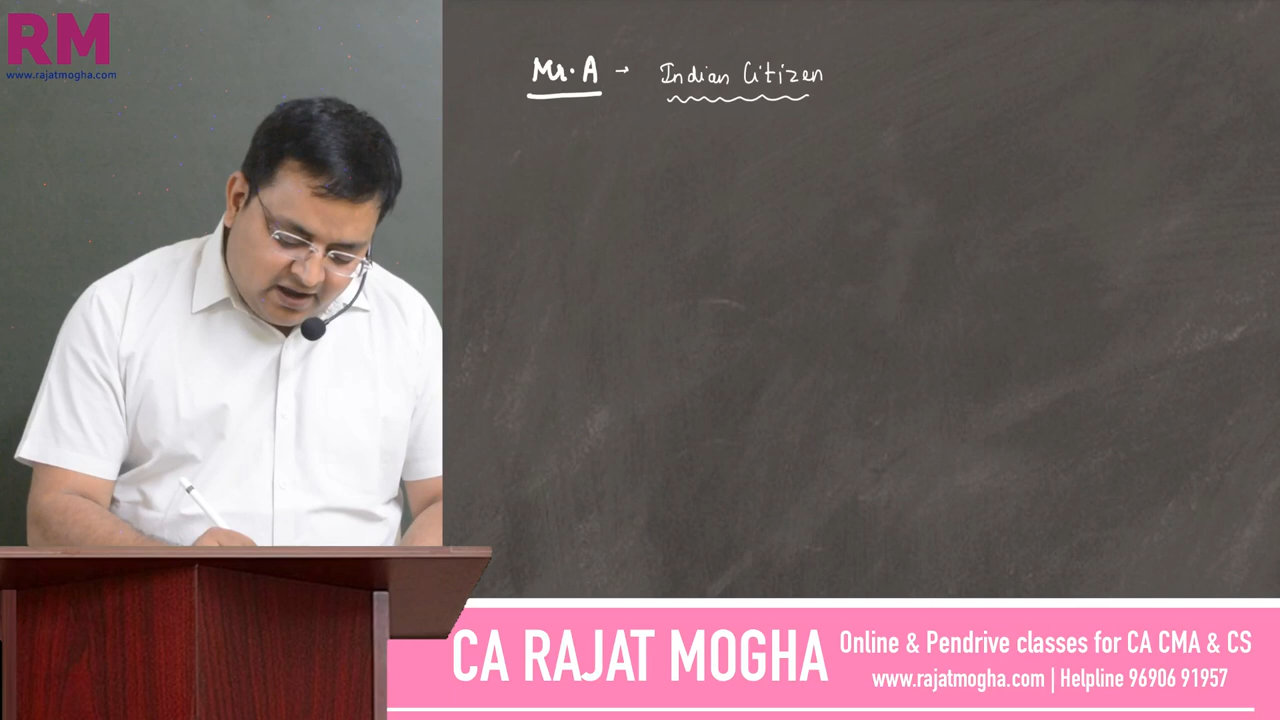 RM
www.rajatmogha.com
Mr. A → Indian Citizen
CA RAJAT MOGHA
Online & Pendrive classes for CA CMA & CS
www.rajatmogha.com | Helpline 96906 91957